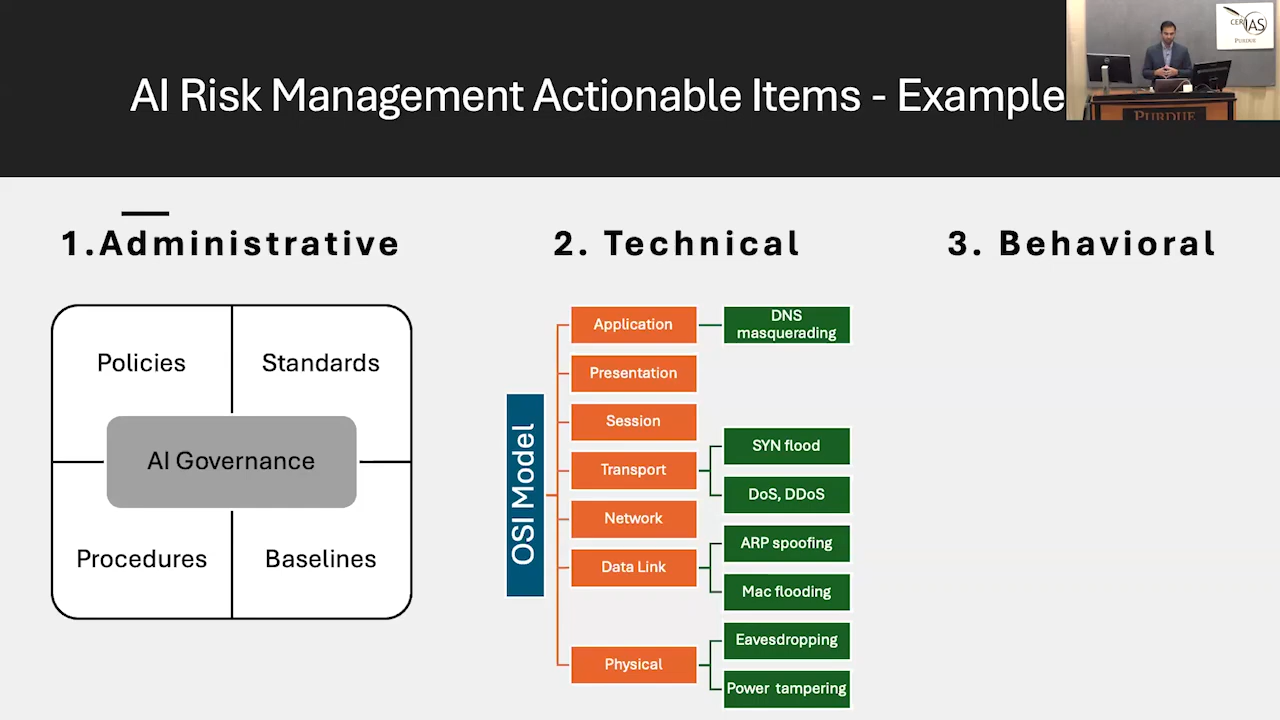 AI Risk Management Actionable Items - Example
CERIAS
PURDUE
PURDUE
1.Administrative
Policies
Standards
AI Governance
Procedures
Baselines
2. Technical
OSI Model
Application
DNS
masquerading
Presentation
Session
Transport
SYN flood
DoS, DDoS
Network
Data Link
ARP spoofing
Mac flooding
Physical
Eavesdropping
Power tampering
3. Behavioral